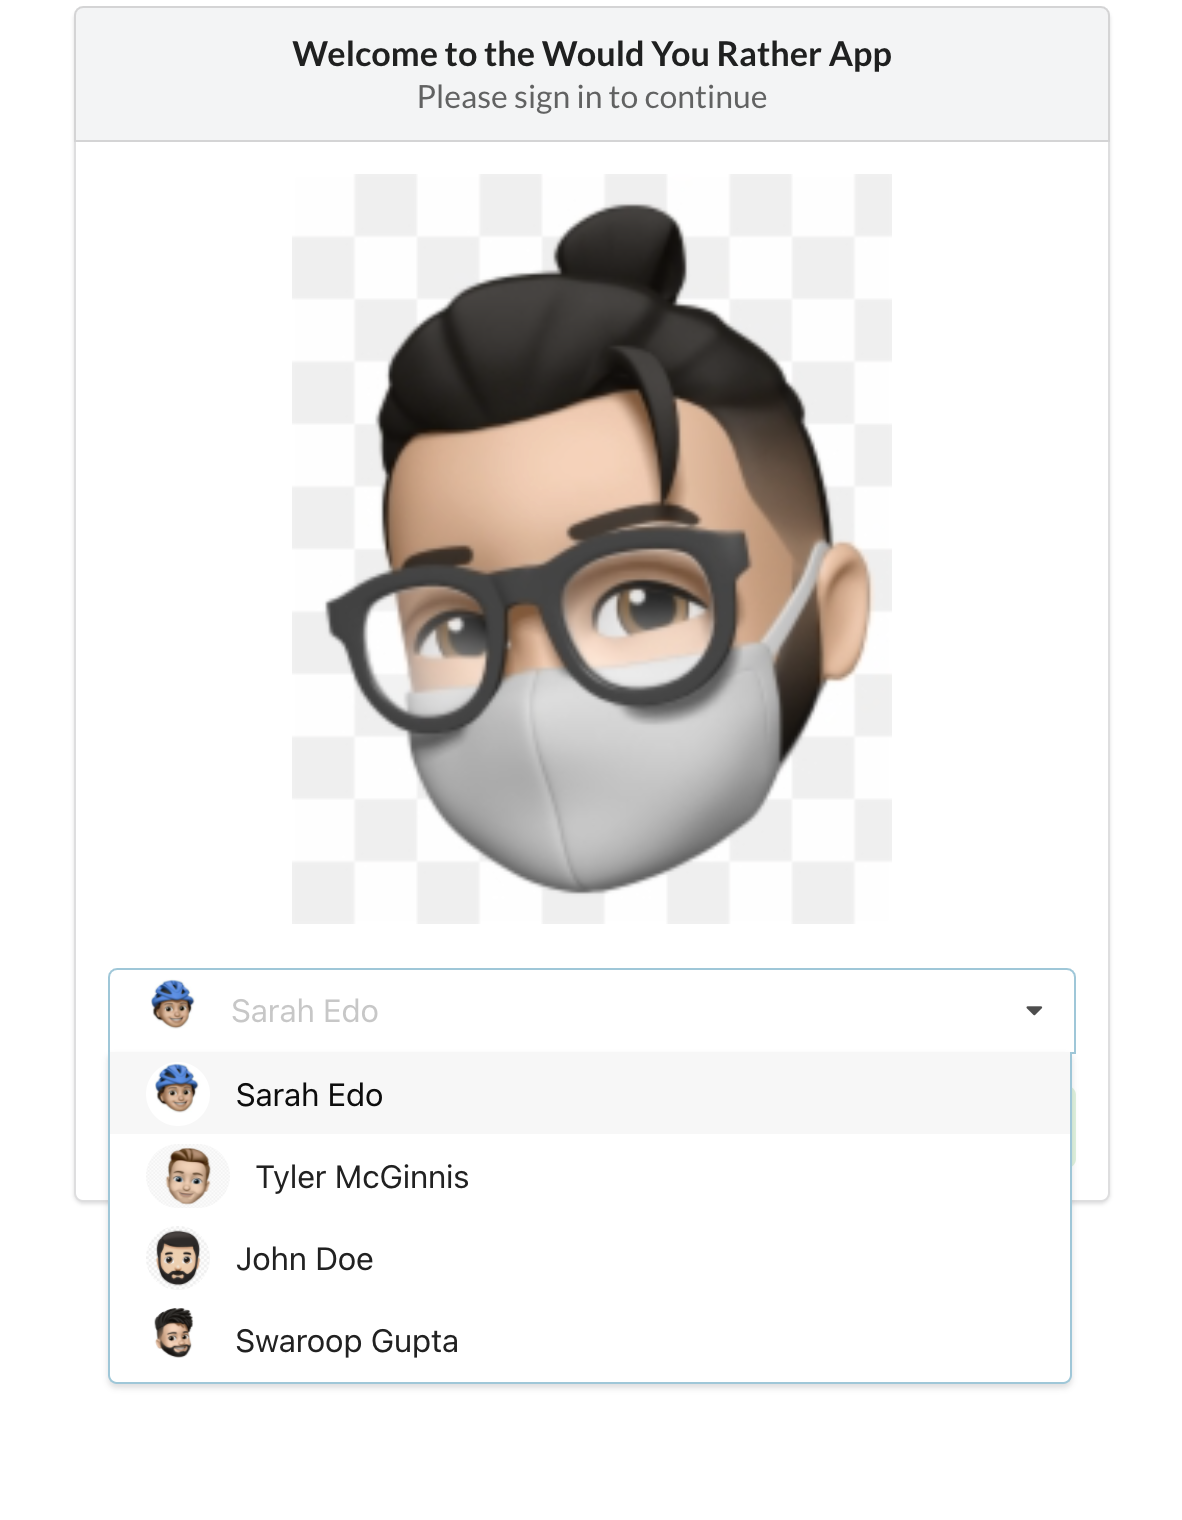 Welcome to the Would You Rather App
Please sign in to continue
Sarah Edo
Sarah Edo
Tyler McGinnis
John Doe
Swaroop Gupta